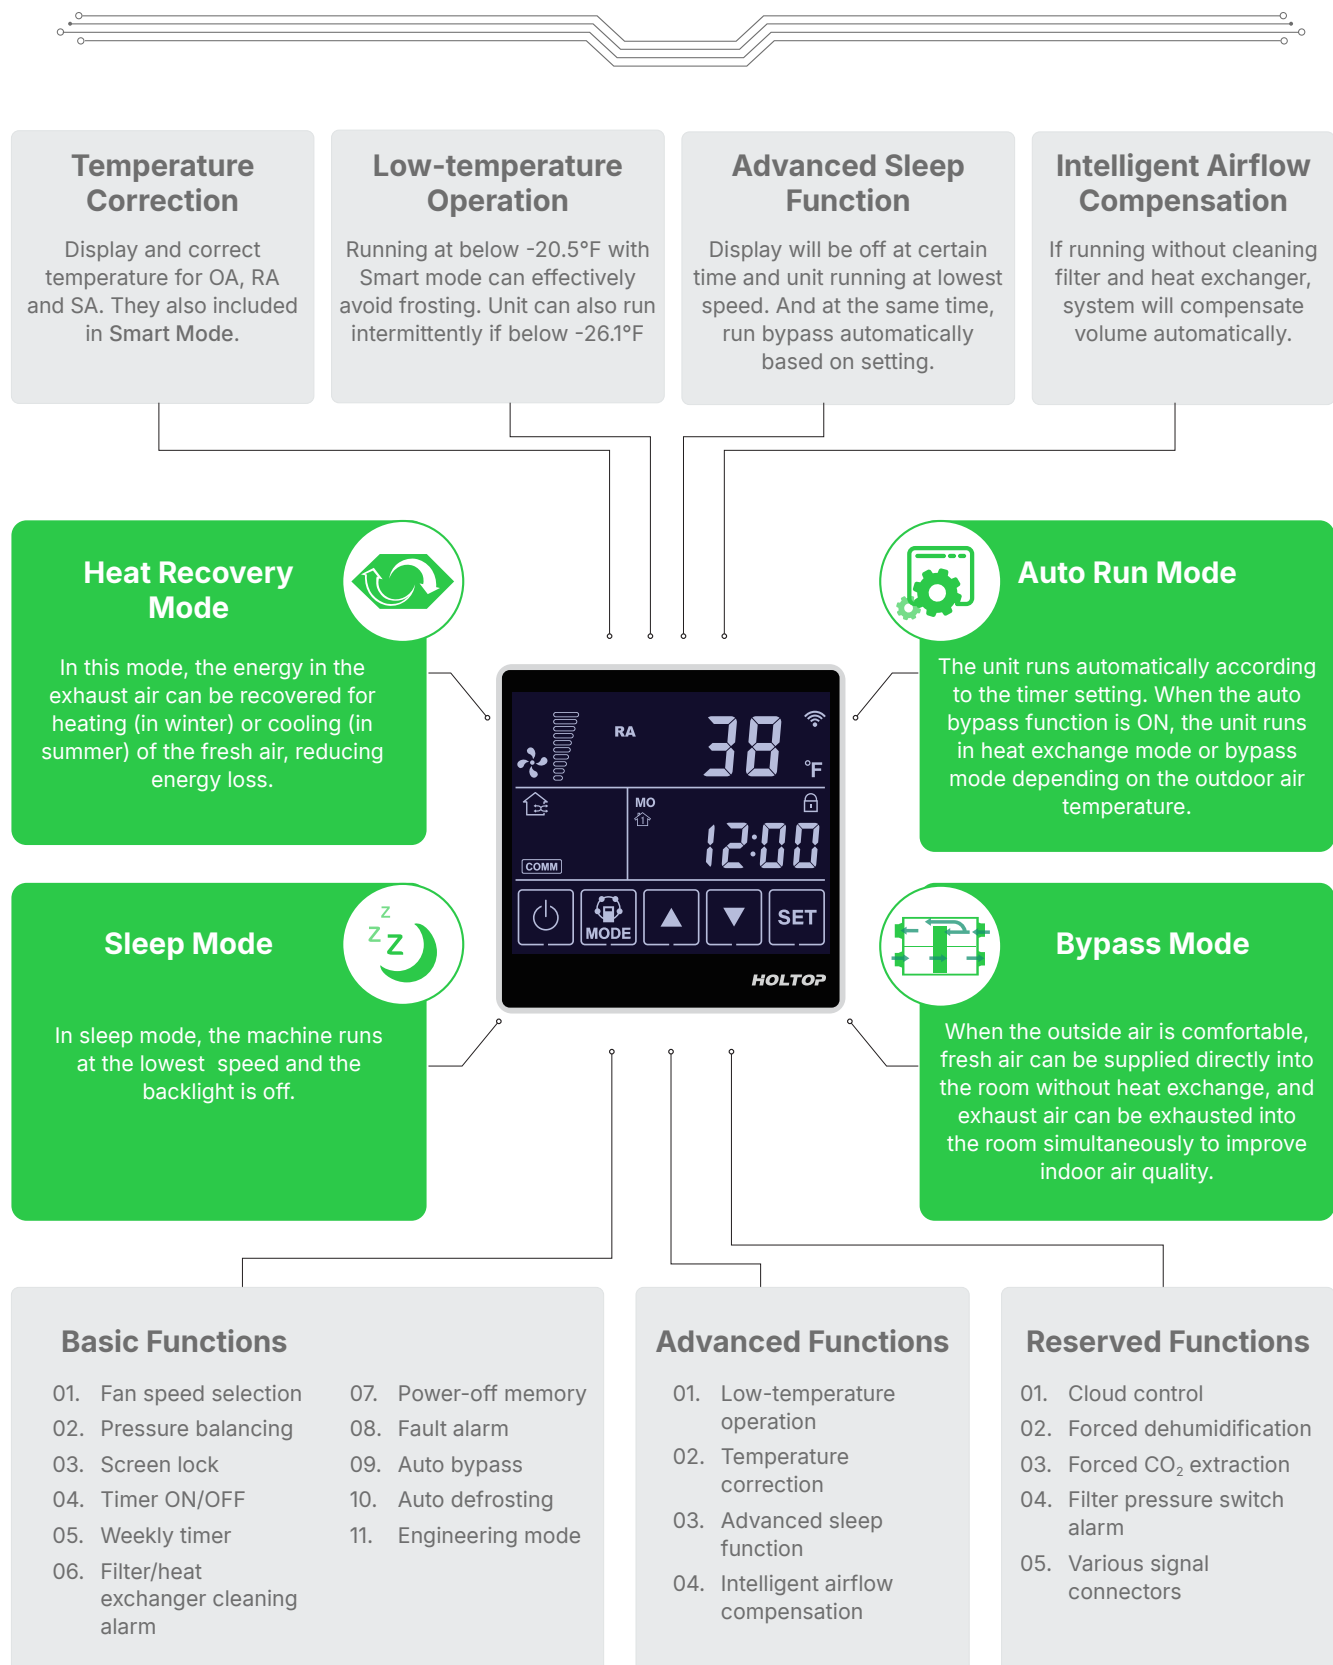 Temperature
Correction
Display and correct
temperature for OA, RA
and SA. They also included
in Smart Mode.
Low-temperature
Operation
Running at below -20.5°F with
Smart mode can effectively
avoid frosting. Unit can also run
intermittently if below -26.1°F
Advanced Sleep
Function
Display will be off at certain
time and unit running at lowest
speed. And at the same time,
run bypass automatically
based on setting.
Intelligent Airflow
Compensation
If running without cleaning
filter and heat exchanger,
system will compensate
volume automatically.
Heat Recovery
Mode
In this mode, the energy in the
exhaust air can be recovered for
heating (in winter) or cooling (in
summer) of the fresh air, reducing
energy loss.
Auto Run Mode
The unit runs automatically according
to the timer setting. When the auto
bypass function is ON, the unit runs
in heat exchange mode or bypass
mode depending on the outdoor air
temperature.
RA 38 °F
MO
1
12:00
COMM
MODE
SET
HOLTOP
Sleep Mode
z
z
z
In sleep mode, the machine runs
at the lowest  speed and the
backlight is off.
Bypass Mode
When the outside air is comfortable,
fresh air can be supplied directly into
the room without heat exchange, and
exhaust air can be exhausted into
the room simultaneously to improve
indoor air quality.
Basic Functions
01. Fan speed selection
02. Pressure balancing
03. Screen lock
04. Timer ON/OFF
05. Weekly timer
06. Filter/heat
exchanger cleaning
alarm
07. Power-off memory
08. Fault alarm
09. Auto bypass
10. Auto defrosting
11. Engineering mode
Advanced Functions
01. Low-temperature
operation
02. Temperature
correction
03. Advanced sleep
function
04. Intelligent airflow
compensation
Reserved Functions
01. Cloud control
02. Forced dehumidification
03. Forced CO₂ extraction
04. Filter pressure switch
alarm
05. Various signal
connectors